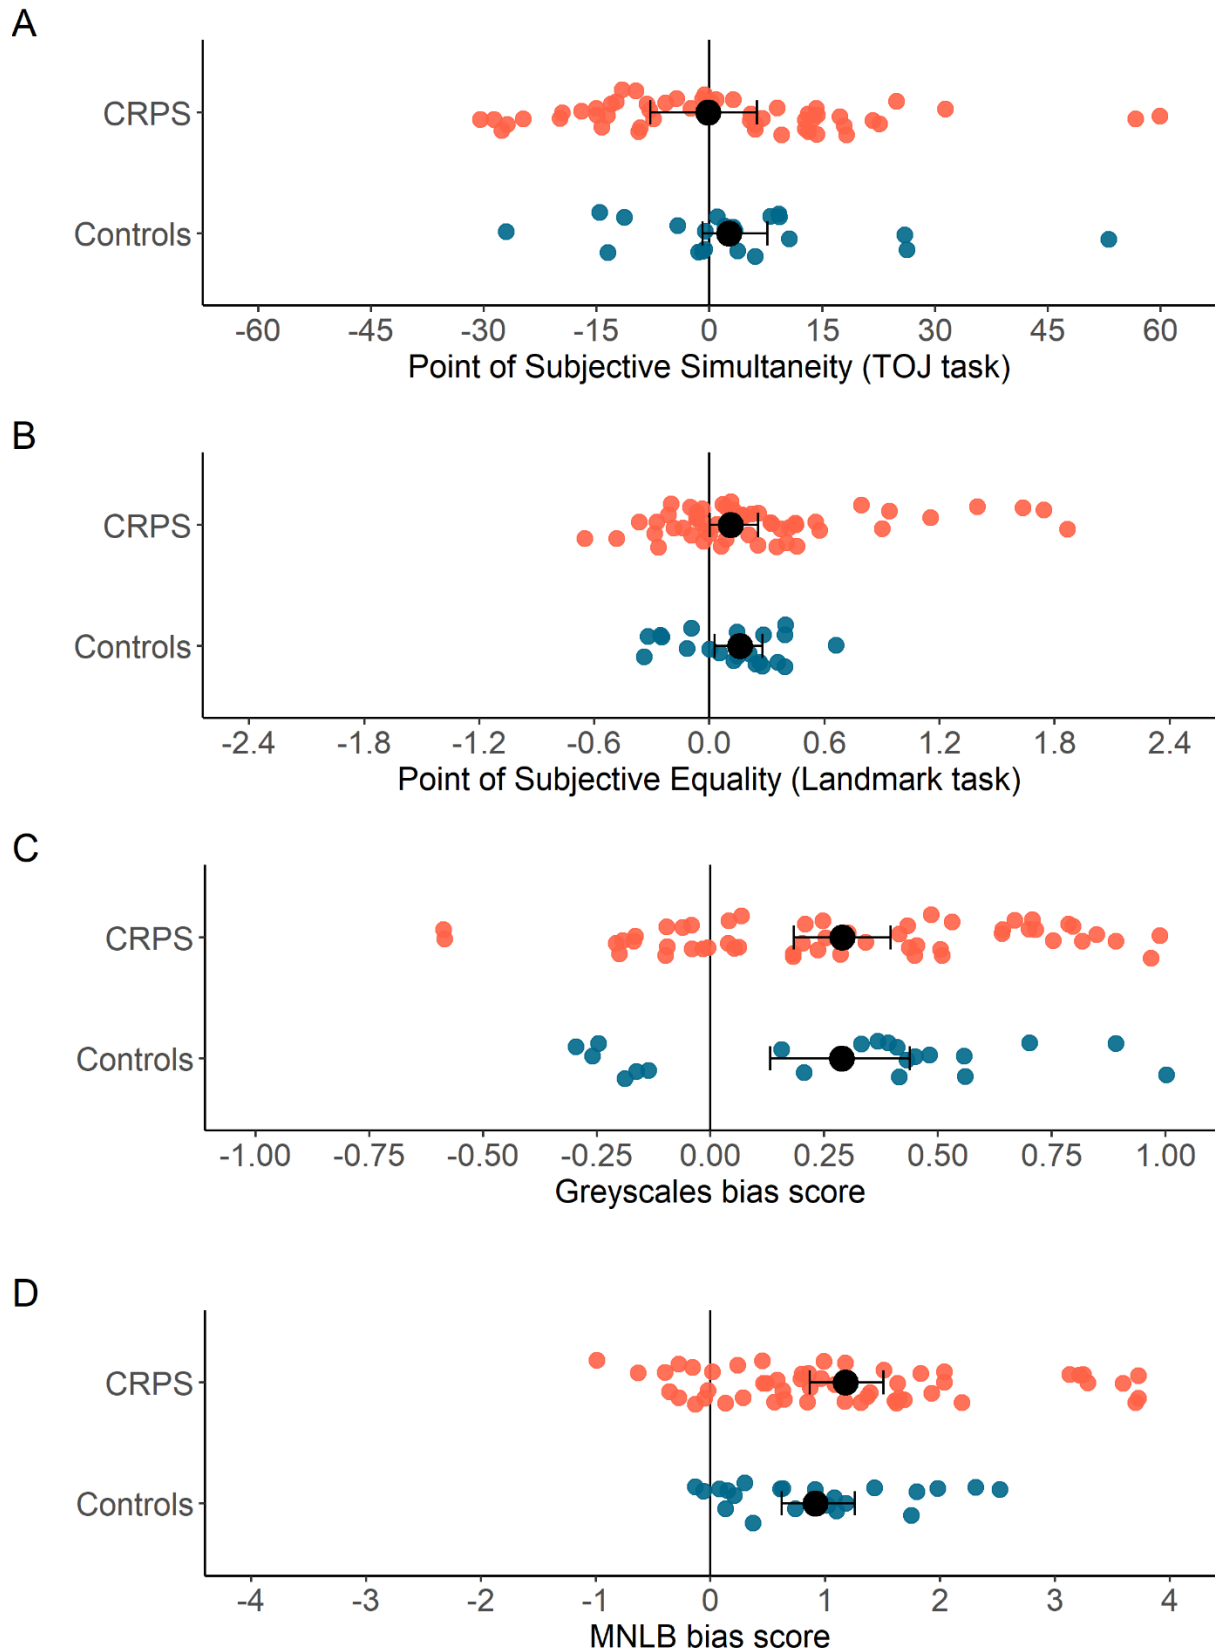 A
CRPS
Controls
-60 -45 -30 -15 0 15 30 45 60
Point of Subjective Simultaneity (TOJ task)
B
CRPS
Controls
-2.4 -1.8 -1.2 -0.6 0.0 0.6 1.2 1.8 2.4
Point of Subjective Equality (Landmark task)
C
CRPS
Controls
-1.00 -0.75 -0.50 -0.25 0.00 0.25 0.50 0.75 1.00
Greyscales bias score
D
CRPS
Controls
-4 -3 -2 -1 0 1 2 3 4
MNLB bias score